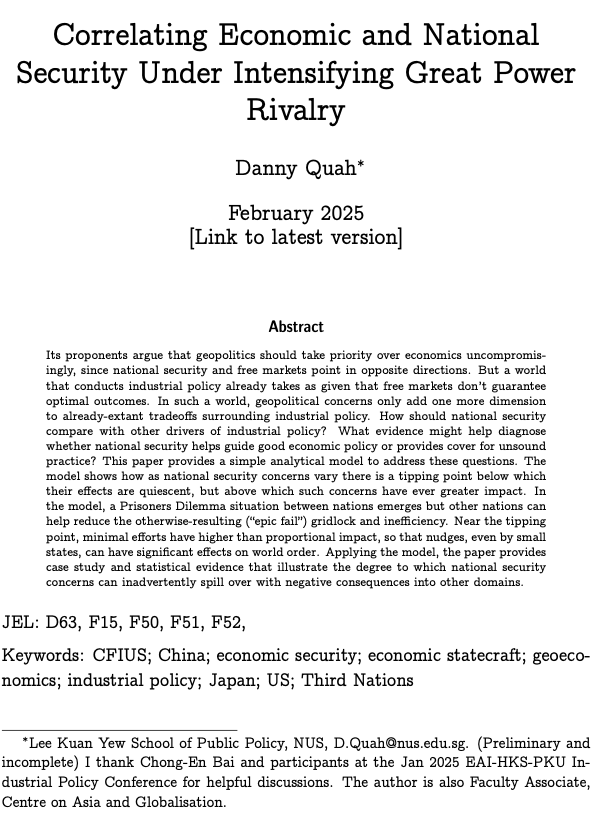 Correlating Economic and National
Security Under Intensifying Great Power
Rivalry
Danny Quah*
February 2025
[Link to latest version]
Abstract
Its proponents argue that geopolitics should take priority over economics uncompromis-
ingly, since national security and free markets point in opposite directions. But a world
that conducts industrial policy already takes as given that free markets don't guarantee
optimal outcomes. In such a world, geopolitical concerns only add one more dimension
to already-extant tradeoffs surrounding industrial policy. How should national security
compare with other drivers of industrial policy? What evidence might help diagnose
whether national security helps guide good economic policy or provides cover for unsound
practice? This paper provides a simple analytical model to address these questions. The
model shows how as national security concerns vary there is a tipping point below which
their effects are quiescent, but above which such concerns have ever greater impact. In
the model, a Prisoners Dilemma situation between nations emerges but other nations can
help reduce the otherwise-resulting (“epic fail”) gridlock and inefficiency. Near the tipping
point, minimal efforts have higher than proportional impact, so that nudges, even by small
states, can have significant effects on world order. Applying the model, the paper provides
case study and statistical evidence that illustrate the degree to which national security
concerns can inadvertently spill over with negative consequences into other domains.
JEL: D63, F15, F50, F51, F52,
Keywords: CFIUS; China; economic security; economic statecraft; geoeco-
nomics; industrial policy; Japan; US; Third Nations
*Lee Kuan Yew School of Public Policy, NUS, D.Quah@nus.edu.sg. (Preliminary and
incomplete) I thank Chong-En Bai and participants at the Jan 2025 EAI-HKS-PKU In-
dustrial Policy Conference for helpful discussions. The author is also Faculty Associate,
Centre on Asia and Globalisation.